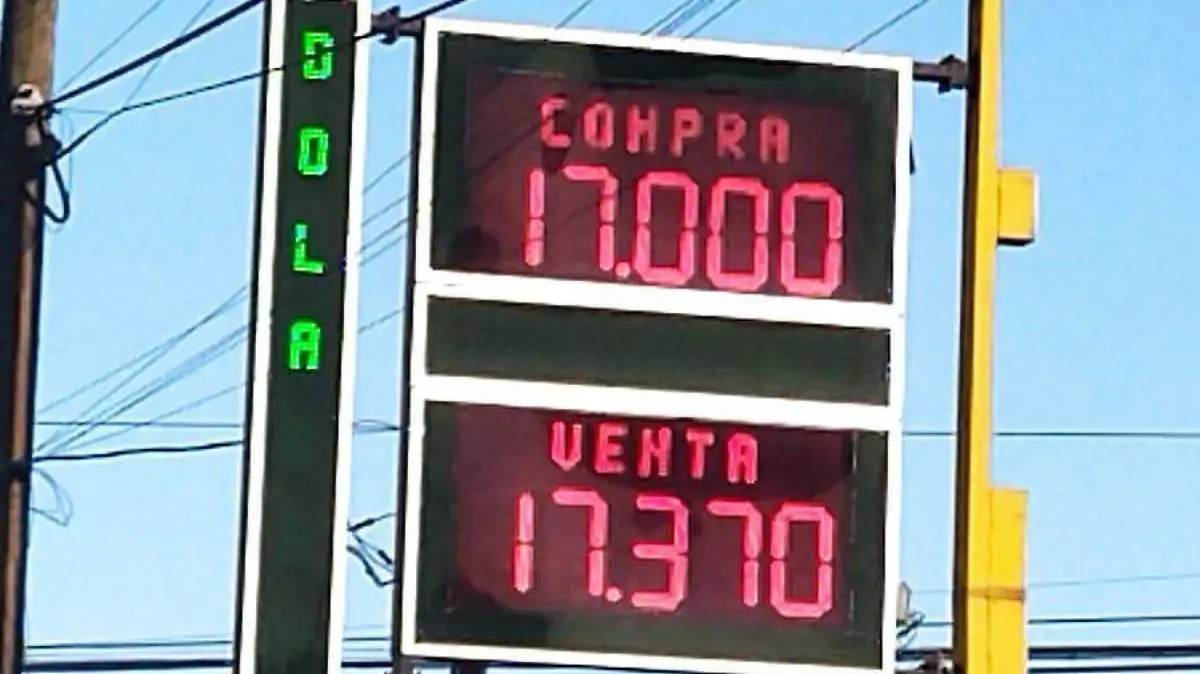 DOLA
COMPRA
17.000
VENTA
17.370